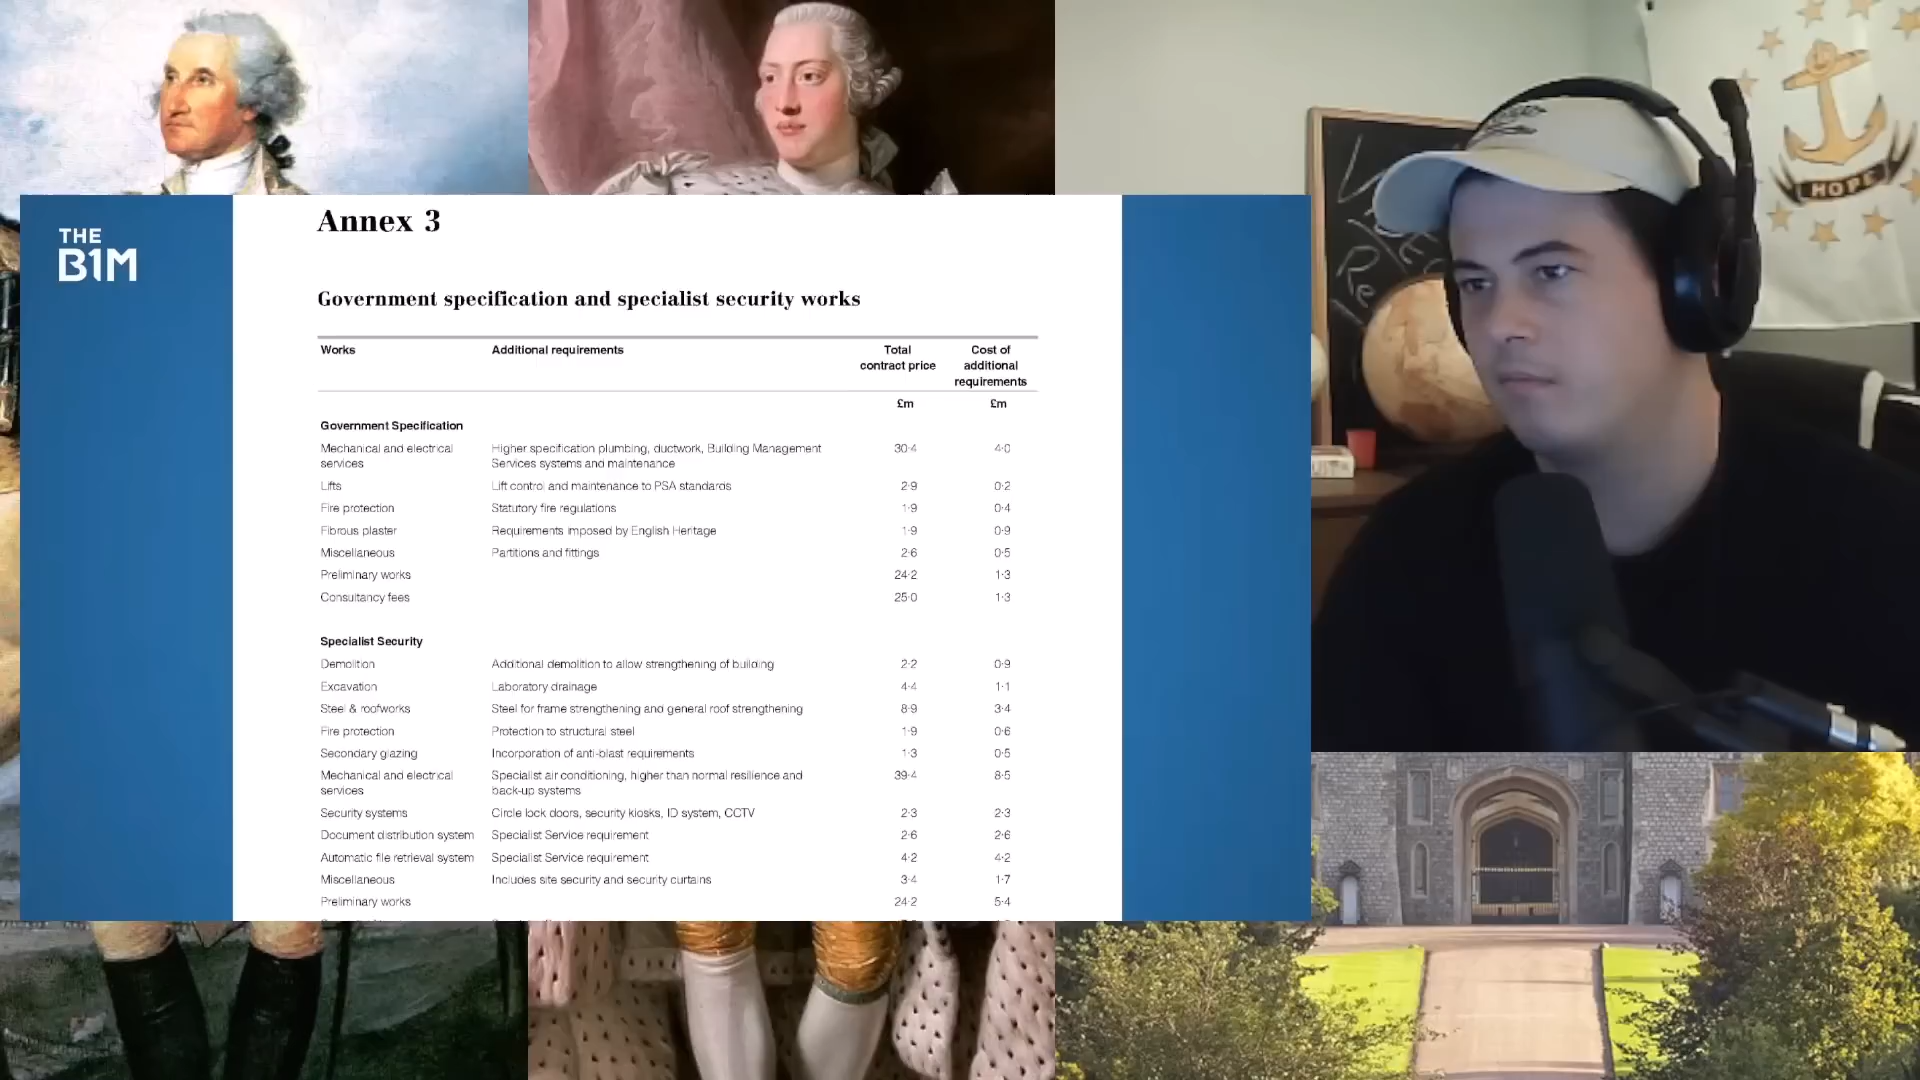 THE
B1M
Annex 3
Government specification and specialist security works
Works Additional requirements Total contract price Cost of additional requirements
£m £m
Government Specification
Mechanical and electrical services Higher specification plumbing, ductwork, Building Management Services systems and maintenance 30·4 4·0
Lifts Lift control and maintenance to PSA standards 2·9 0·2
Fire protection Statutory fire regulations 1·9 0·4
Fibrous plaster Requirements imposed by English Heritage 1·9 0·9
Miscellaneous Partitions and fittings 2·6 0·5
Preliminary works 24·2 1·3
Consultancy fees 25·0 1·3
Specialist Security
Demolition Additional demolition to allow strengthening of building 2·2 0·9
Excavation Laboratory drainage 4·4 1·1
Steel & roofworks Steel for frame strengthening and general roof strengthening 8·9 3·4
Fire protection Protection to structural steel 1·9 0·6
Secondary glazing Incorporation of anti-blast requirements 1·3 0·5
Mechanical and electrical services Specialist air conditioning, higher than normal resilience and back-up systems 39·4 8·5
Security systems Circle lock doors, security kiosks, ID system, CCTV 2·3 2·3
Document distribution system Specialist Service requirement 2·6 2·6
Automatic file retrieval system Specialist Service requirement 4·2 4·2
Miscellaneous Includes site security and security curtains 3·4 1·7
Preliminary works 24·2 5·4
HOPE